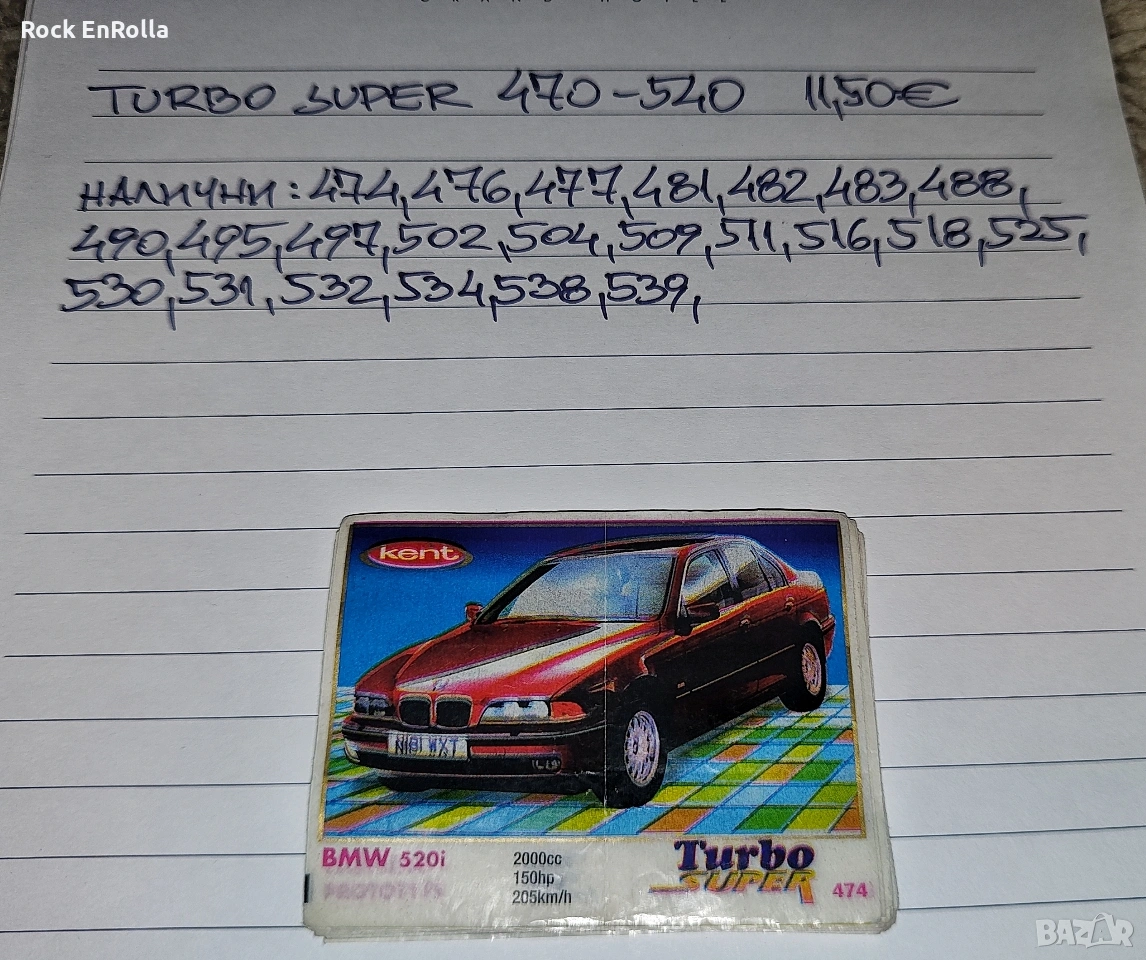 GRAND HOTEL
Rock EnRolla
TURBO SUPER 470-540 11,50€
НАЛИЧНИ: 474, 476, 477, 481, 482, 483, 488,
490, 495, 497, 502, 504, 509, 511, 516, 518, 525,
530, 531, 532, 534, 538, 539,
kent
N181 WXT
BMW 520i
2000cc
150hp
205km/h
Turbo
SUPER
474
BAZAR